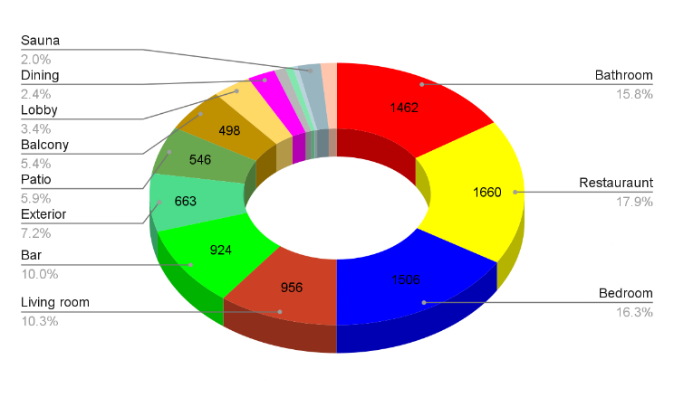 Sauna
2.0%
Dining
2.4%
Lobby
3.4%
Balcony
5.4%
Patio
5.9%
Exterior
7.2%
Bar
10.0%
Living room
10.3%
Bathroom
15.8%
Restauraunt
17.9%
Bedroom
16.3%
1462
1660
1506
956
924
663
546
498